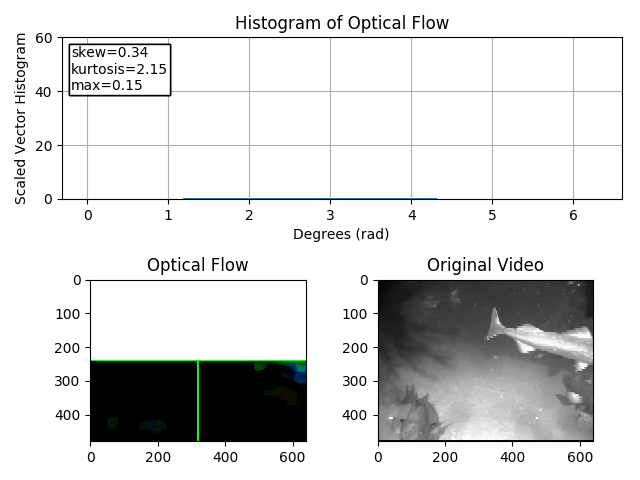 Histogram of Optical Flow
60
skew=0.34
kurtosis=2.15
max=0.15
40
20
0
Scaled Vector Histogram
0 1 2 3 4 5 6
Degrees (rad)
Optical Flow
0
100
200
300
400
0 200 400 600
Original Video
0
100
200
300
400
0 200 400 600